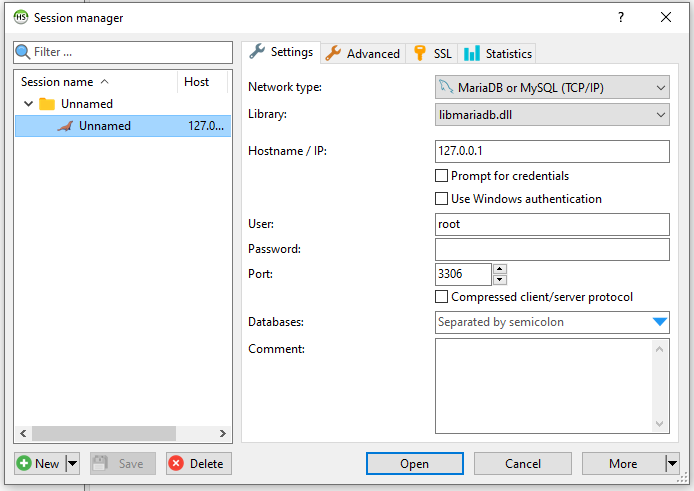 HS
Session manager
?
Filter ...
Session name
Host
Unnamed
Unnamed
127.0...
Settings
Advanced
SSL
Statistics
Network type:
MariaDB or MySQL (TCP/IP)
Library:
libmariadb.dll
Hostname / IP:
127.0.0.1
Prompt for credentials
Use Windows authentication
User:
root
Password:
Port:
3306
Compressed client/server protocol
Databases:
Separated by semicolon
Comment:
New
Save
Delete
Open
Cancel
More